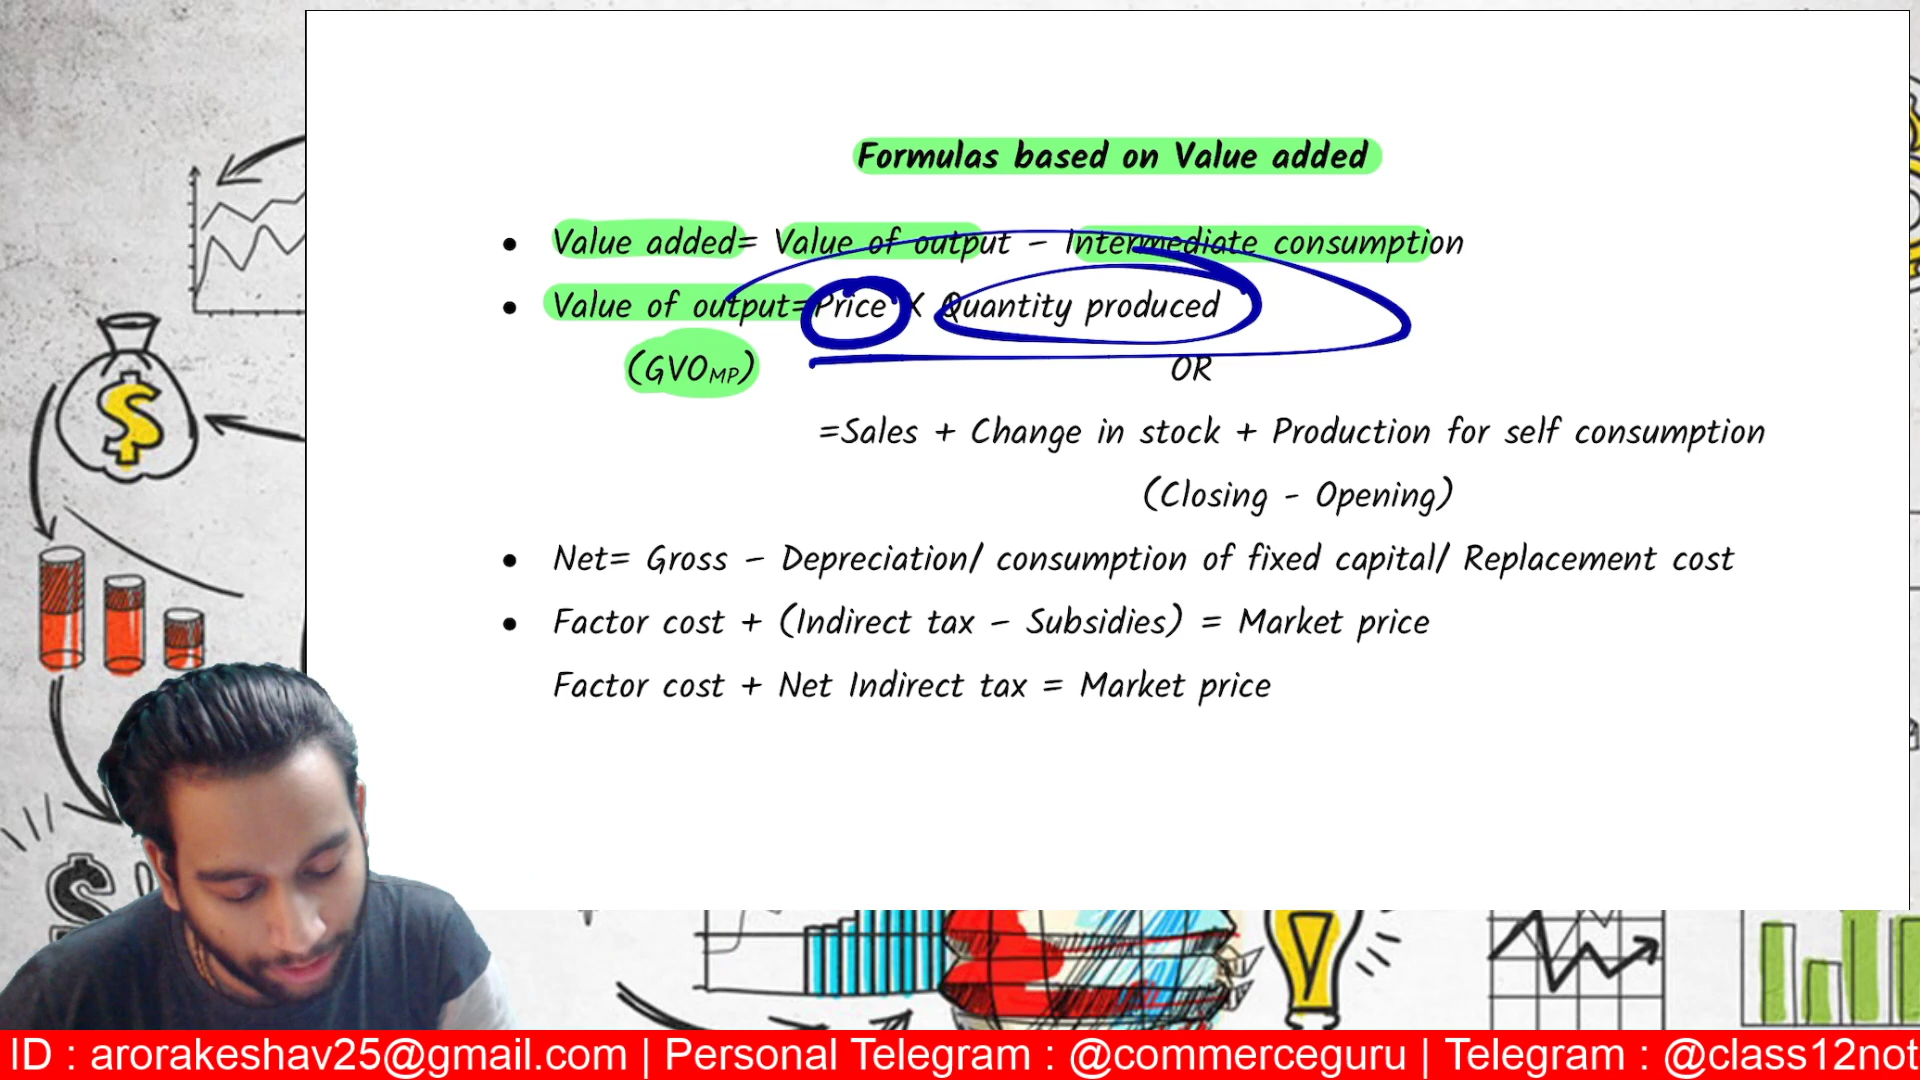 Formulas based on Value added
• Value added= Value of output – Intermediate consumption
• Value of output=Price X Quantity produced
(GVOMP) OR
=Sales + Change in stock + Production for self consumption
(Closing - Opening)
• Net= Gross – Depreciation/ consumption of fixed capital/ Replacement cost
• Factor cost + (Indirect tax – Subsidies) = Market price
Factor cost + Net Indirect tax = Market price
ID : arorakeshav25@gmail.com | Personal Telegram : @commerceguru | Telegram : @class12not